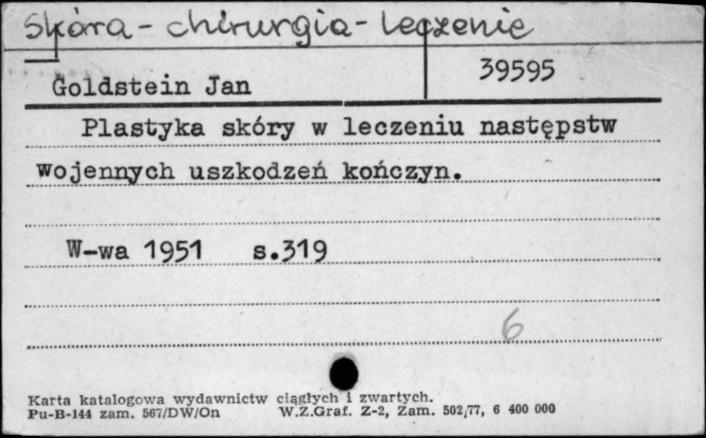 Skóra - chirurgia - leczenie
39595
Goldstein Jan
Plastyka skóry w leczeniu następstw
wojennych uszkodzeń kończyn.
W-wa 1951 s.319
6
Karta katalogowa wydawnictw ciągłych i zwartych.
Pu-B-144 zam. 567/DW/On W.Z.Graf. Z-2, Zam. 502/77, 6 400 000